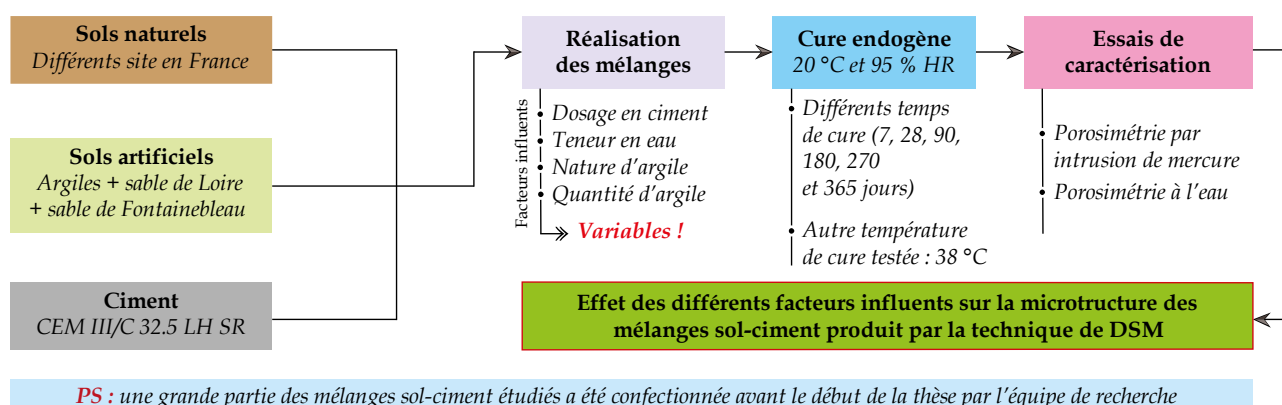 Sols naturels
Différents site en France
Sols artificiels
Argiles + sable de Loire
+ sable de Fontainebleau
Ciment
CEM III/C 32.5 LH SR
Réalisation
des mélanges
Facteurs influents
• Dosage en ciment
• Teneur en eau
• Nature d'argile
• Quantité d'argile
Variables !
Cure endogène
20 °C et 95 % HR
• Différents temps
de cure (7, 28, 90,
180, 270
et 365 jours)
• Autre température
de cure testée : 38 °C
Essais de
caractérisation
• Porosimétrie par
intrusion de mercure
• Porosimétrie à l'eau
Effet des différents facteurs influents sur la microtructure des
mélanges sol-ciment produit par la technique de DSM
PS : une grande partie des mélanges sol-ciment étudiés a été confectionnée avant le début de la thèse par l'équipe de recherche